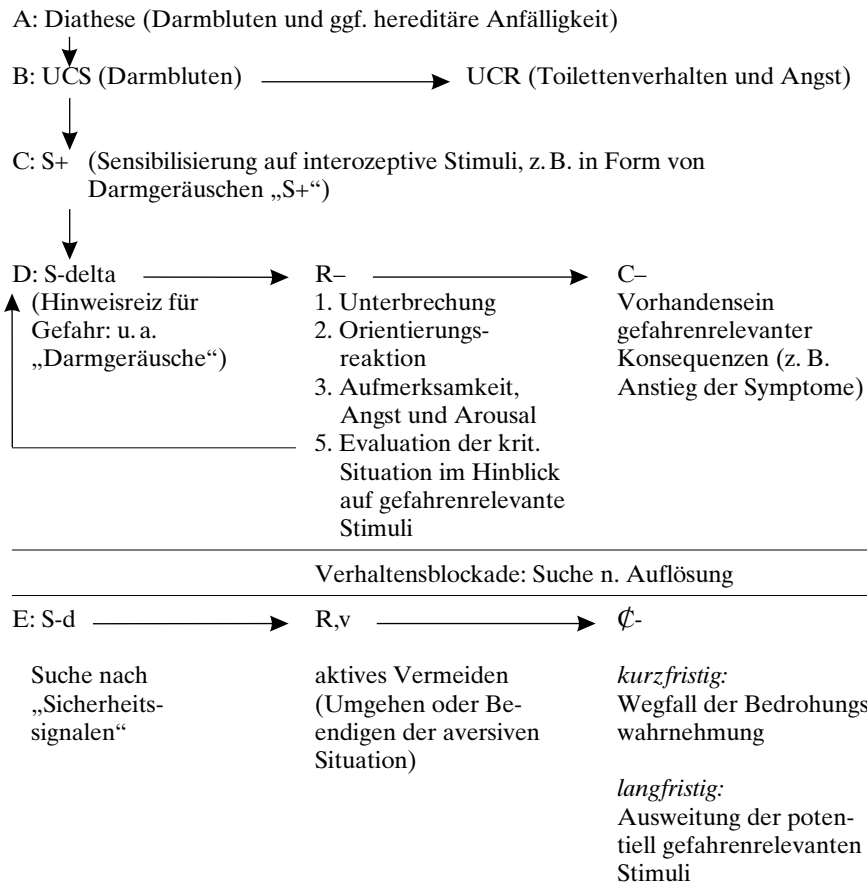 A: Diathese (Darmbluten und ggf. hereditäre Anfälligkeit)
B: UCS (Darmbluten) UCR (Toilettenverhalten und Angst)
C: S+ (Sensibilisierung auf interozeptive Stimuli, z. B. in Form von
Darmgeräuschen „S+“)
D: S-delta R– C–
(Hinweisreiz für
Gefahr: u. a.
„Darmgeräusche“)
1. Unterbrechung
2. Orientierungs-
reaktion
3. Aufmerksamkeit,
Angst und Arousal
5. Evaluation der krit.
Situation im Hinblick
auf gefahrenrelevante
Stimuli
Vorhandensein
gefahrenrelevanter
Konsequenzen (z. B.
Anstieg der Symptome)
Verhaltensblockade: Suche n. Auflösung
E: S-d R,v ₵-
Suche nach
„Sicherheits-
signalen“
aktives Vermeiden
(Umgehen oder Be-
endigen der aversiven
Situation)
kurzfristig:
Wegfall der Bedrohungs
wahrnehmung
langfristig:
Ausweitung der poten-
tiell gefahrenrelevanten
Stimuli